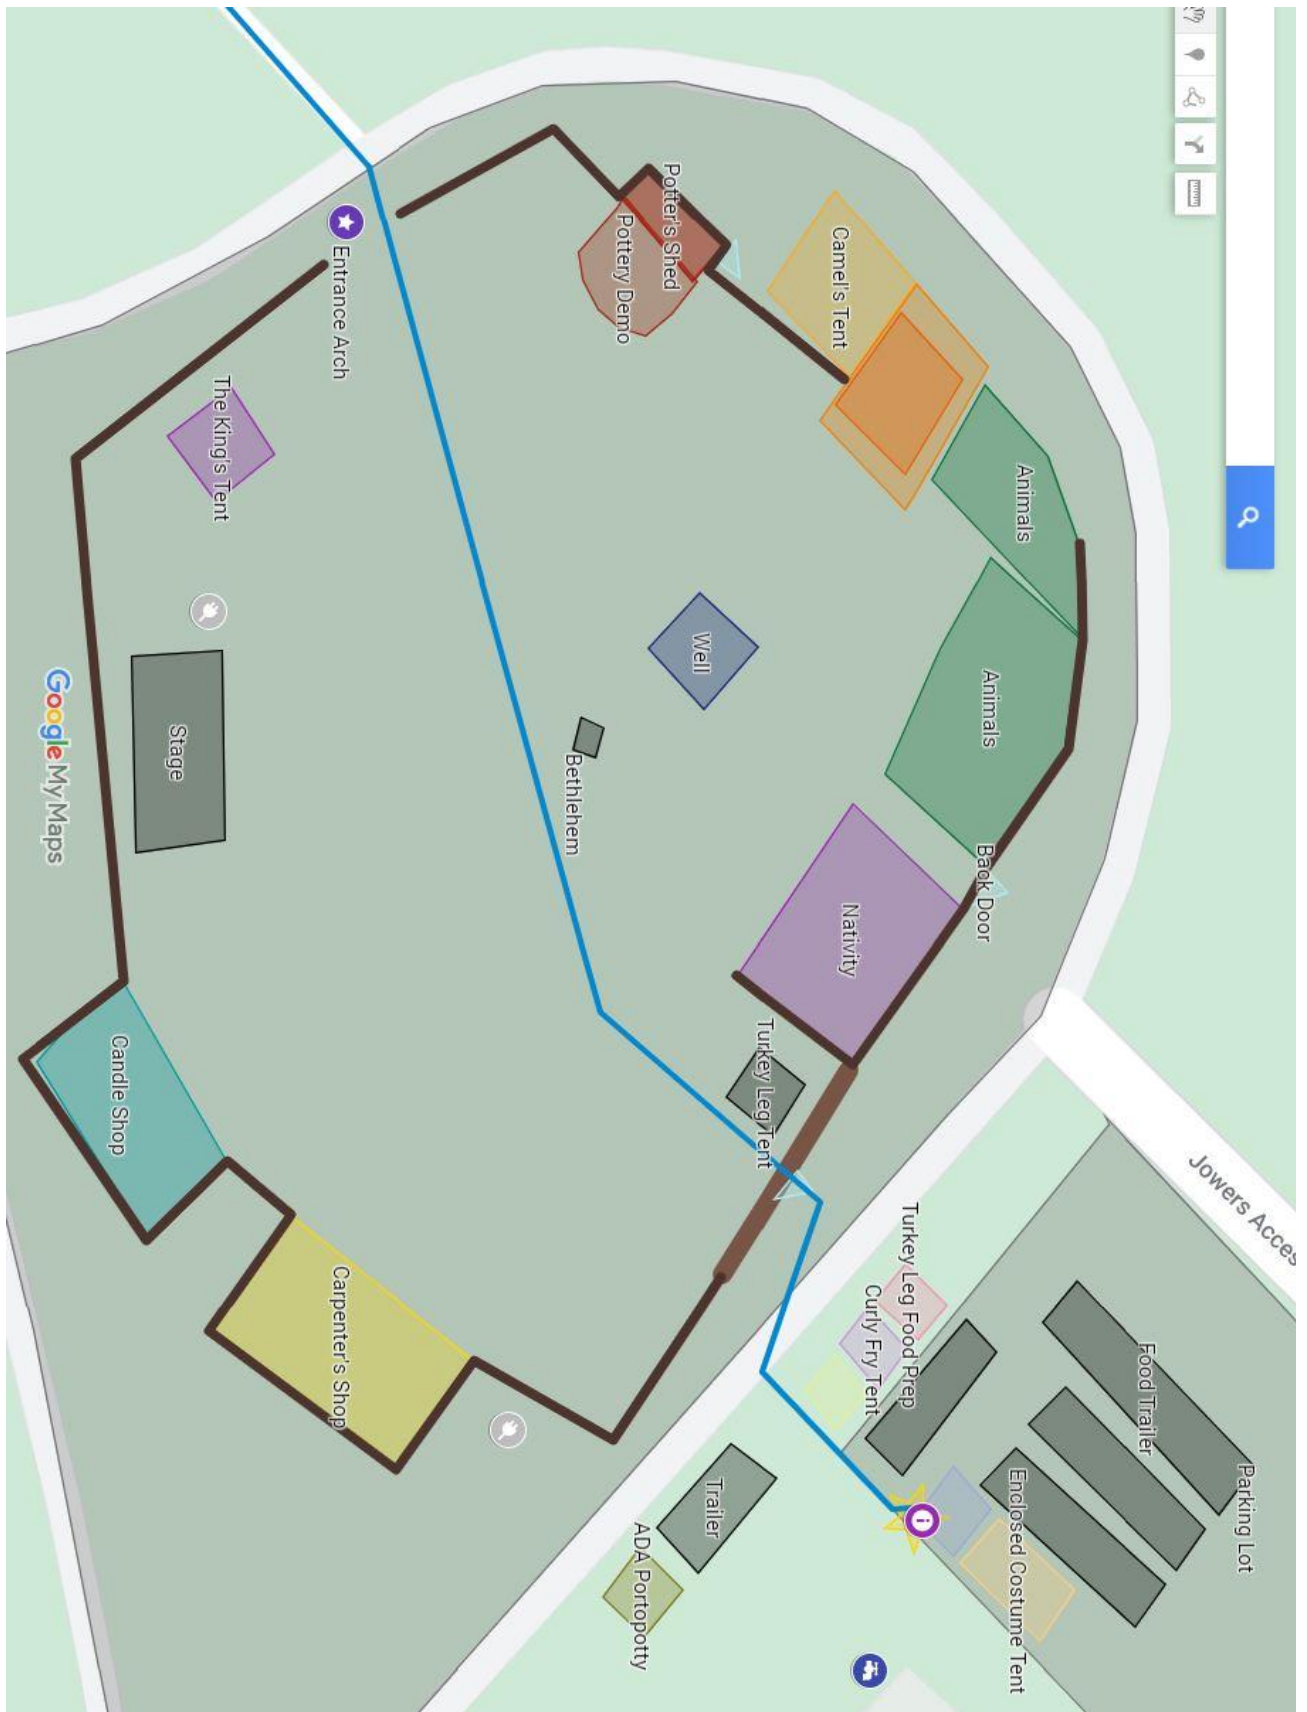 Jowers Acces
Parking Lot
Food Trailer
Enclosed Costume Tent
Animals
Animals
Back Door
Turkey Leg Food Prep
Curly Fry Tent
Camel's Tent
Nativity
Turkey Leg Tent
Well
Trailer
Potter's Shed
Pottery Demo
ADA Portopotty
Bethlehem
Entrance Arch
Carpenter's Shop
The King's Tent
Stage
Candle Shop
Google My Maps